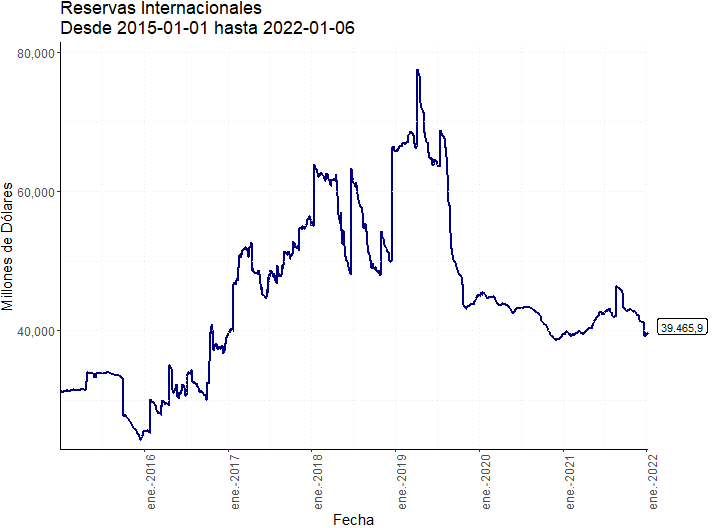 Reservas Internacionales
Desde 2015-01-01 hasta 2022-01-06
80,000
60,000
40,000
Millones de Dólares
39.465,9
ene.-2016
ene.-2017
ene.-2018
ene.-2019
ene.-2020
ene.-2021
ene.-2022
Fecha